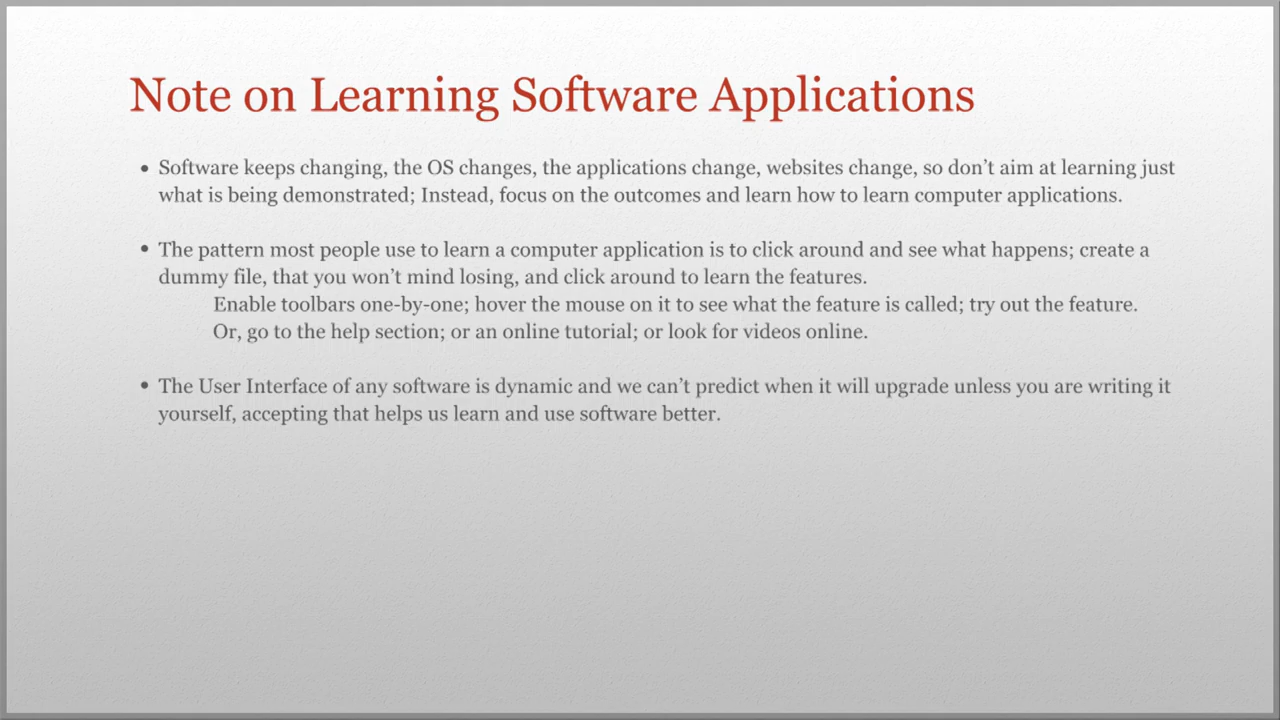 Note on Learning Software Applications
• Software keeps changing, the OS changes, the applications change, websites change, so don’t aim at learning just
what is being demonstrated; Instead, focus on the outcomes and learn how to learn computer applications.
• The pattern most people use to learn a computer application is to click around and see what happens; create a
dummy file, that you won’t mind losing, and click around to learn the features.
Enable toolbars one-by-one; hover the mouse on it to see what the feature is called; try out the feature.
Or, go to the help section; or an online tutorial; or look for videos online.
• The User Interface of any software is dynamic and we can’t predict when it will upgrade unless you are writing it
yourself, accepting that helps us learn and use software better.